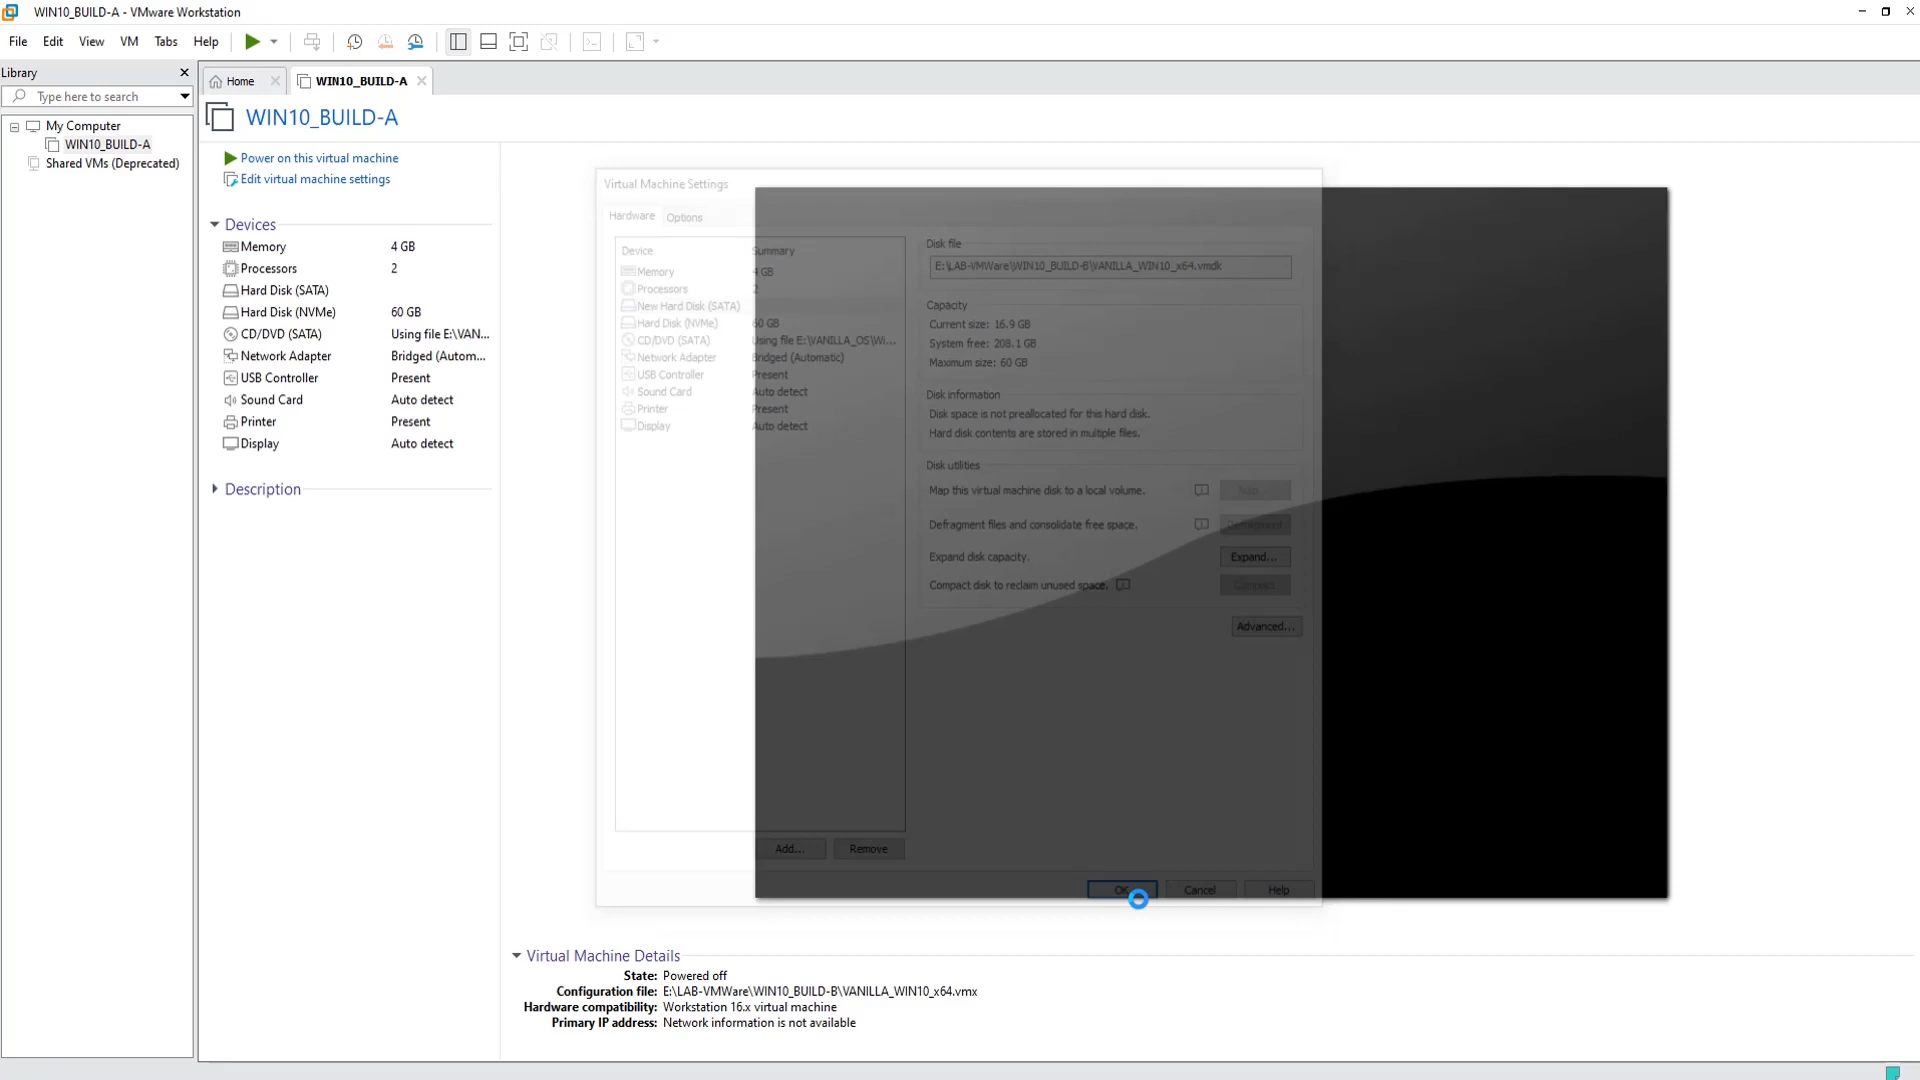 WIN10_BUILD-A - VMware Workstation
File Edit View VM Tabs Help
Library
Type here to search
My Computer
WIN10_BUILD-A
Shared VMs (Deprecated)
Home
WIN10_BUILD-A
WIN10_BUILD-A
Power on this virtual machine
Edit virtual machine settings
Devices
Memory 4 GB
Processors 2
Hard Disk (SATA)
Hard Disk (NVMe) 60 GB
CD/DVD (SATA) Using file E:\VAN...
Network Adapter Bridged (Autom...
USB Controller Present
Sound Card Auto detect
Printer Present
Display Auto detect
Description
Virtual Machine Settings
Hardware Options
Device Summary
Memory 4 GB
Processors 2
New Hard Disk (SATA)
Hard Disk (NVMe) 60 GB
CD/DVD (SATA) Using file E:\VANILLA_OS\Wi...
Network Adapter Bridged (Automatic)
USB Controller Present
Sound Card Auto detect
Printer Present
Display Auto detect
Add... Remove
Disk file
E:\LAB-VMWare\WIN10_BUILD-B\VANILLA_WIN10_x64.vmdk
Capacity
Current size: 16.9 GB
System free: 208.1 GB
Maximum size: 60 GB
Disk information
Disk space is not preallocated for this hard disk.
Hard disk contents are stored in multiple files.
Disk utilities
Map this virtual machine disk to a local volume.
Defragment files and consolidate free space. Defragment
Expand disk capacity. Expand...
Compact disk to reclaim unused space. Compact
Advanced...
OK Cancel Help
Virtual Machine Details
State: Powered off
Configuration file: E:\LAB-VMWare\WIN10_BUILD-B\VANILLA_WIN10_x64.vmx
Hardware compatibility: Workstation 16.x virtual machine
Primary IP address: Network information is not available